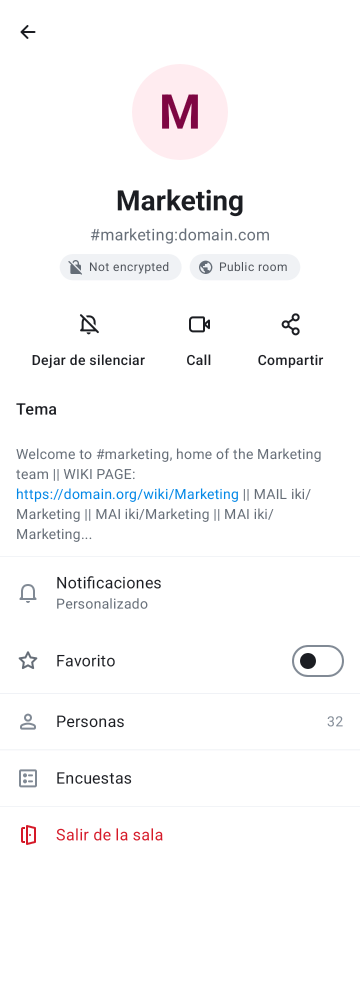 M
Marketing
#marketing:domain.com
Not encrypted Public room
Dejar de silenciar Call Compartir
Tema
Welcome to #marketing, home of the Marketing
team || WIKI PAGE:
https://domain.org/wiki/Marketing || MAIL iki/
Marketing || MAI iki/Marketing || MAI iki/
Marketing...
Notificaciones
Personalizado
Favorito
Personas 32
Encuestas
Salir de la sala